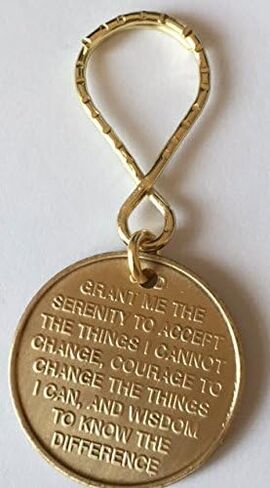 D
GRANT ME THE
SERENITY TO ACCEPT
THE THINGS I CANNOT
CHANGE, COURAGE TO
CHANGE THE THINGS
I CAN, AND WISDOM
TO KNOW THE
DIFFERENCE